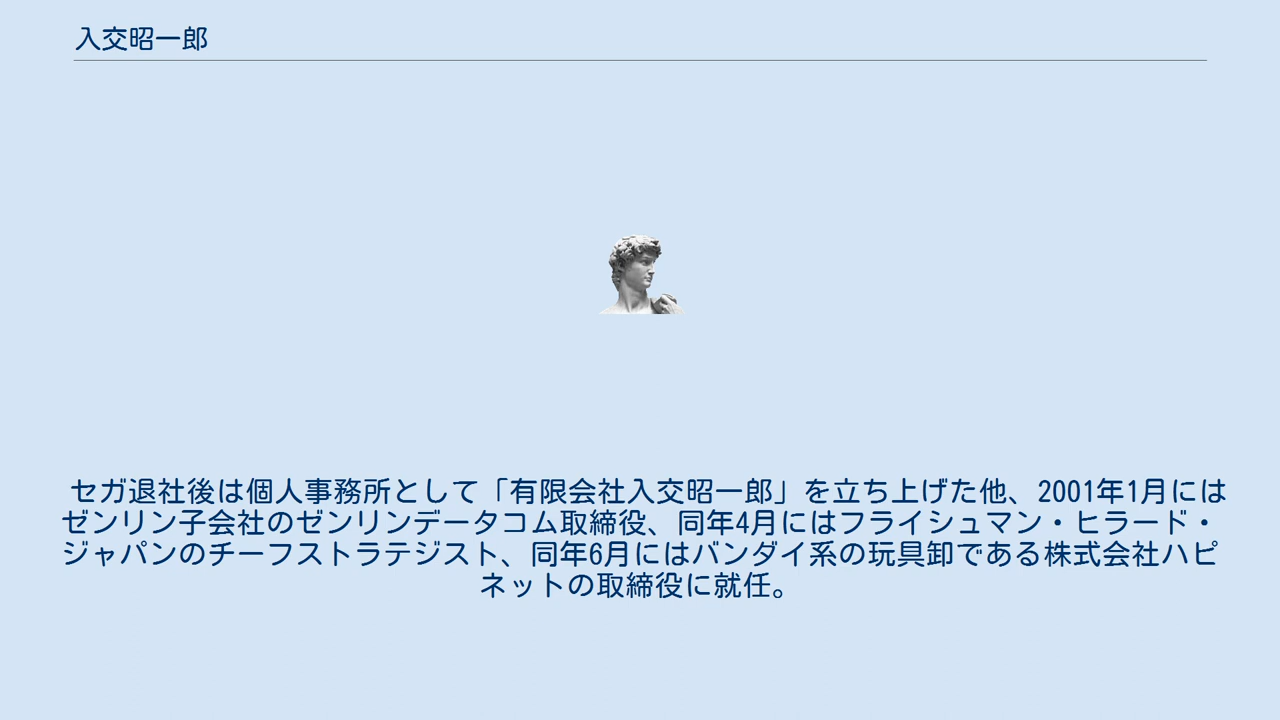 入交昭一郎
セガ退社後は個人事務所として「有限会社入交昭一郎」を立ち上げた他、2001年1月には
ゼンリン子会社のゼンリンデータコム取締役、同年4月にはフライシュマン・ヒラード・
ジャパンのチーフストラテジスト、同年6月にはバンダイ系の玩具卸である株式会社ハピ
ネットの取締役に就任。